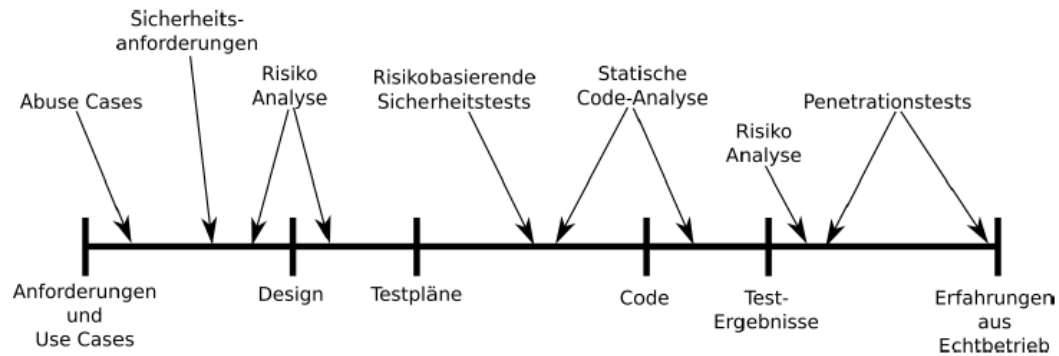 Sicherheits-
anforderungen
Abuse Cases
Risiko
Analyse
Risikobasierende
Sicherheitstests
Statische
Code-Analyse
Risiko
Analyse
Penetrationstests
Anforderungen
und
Use Cases
Design
Testpläne
Code
Test-
Ergebnisse
Erfahrungen
aus
Echtbetrieb